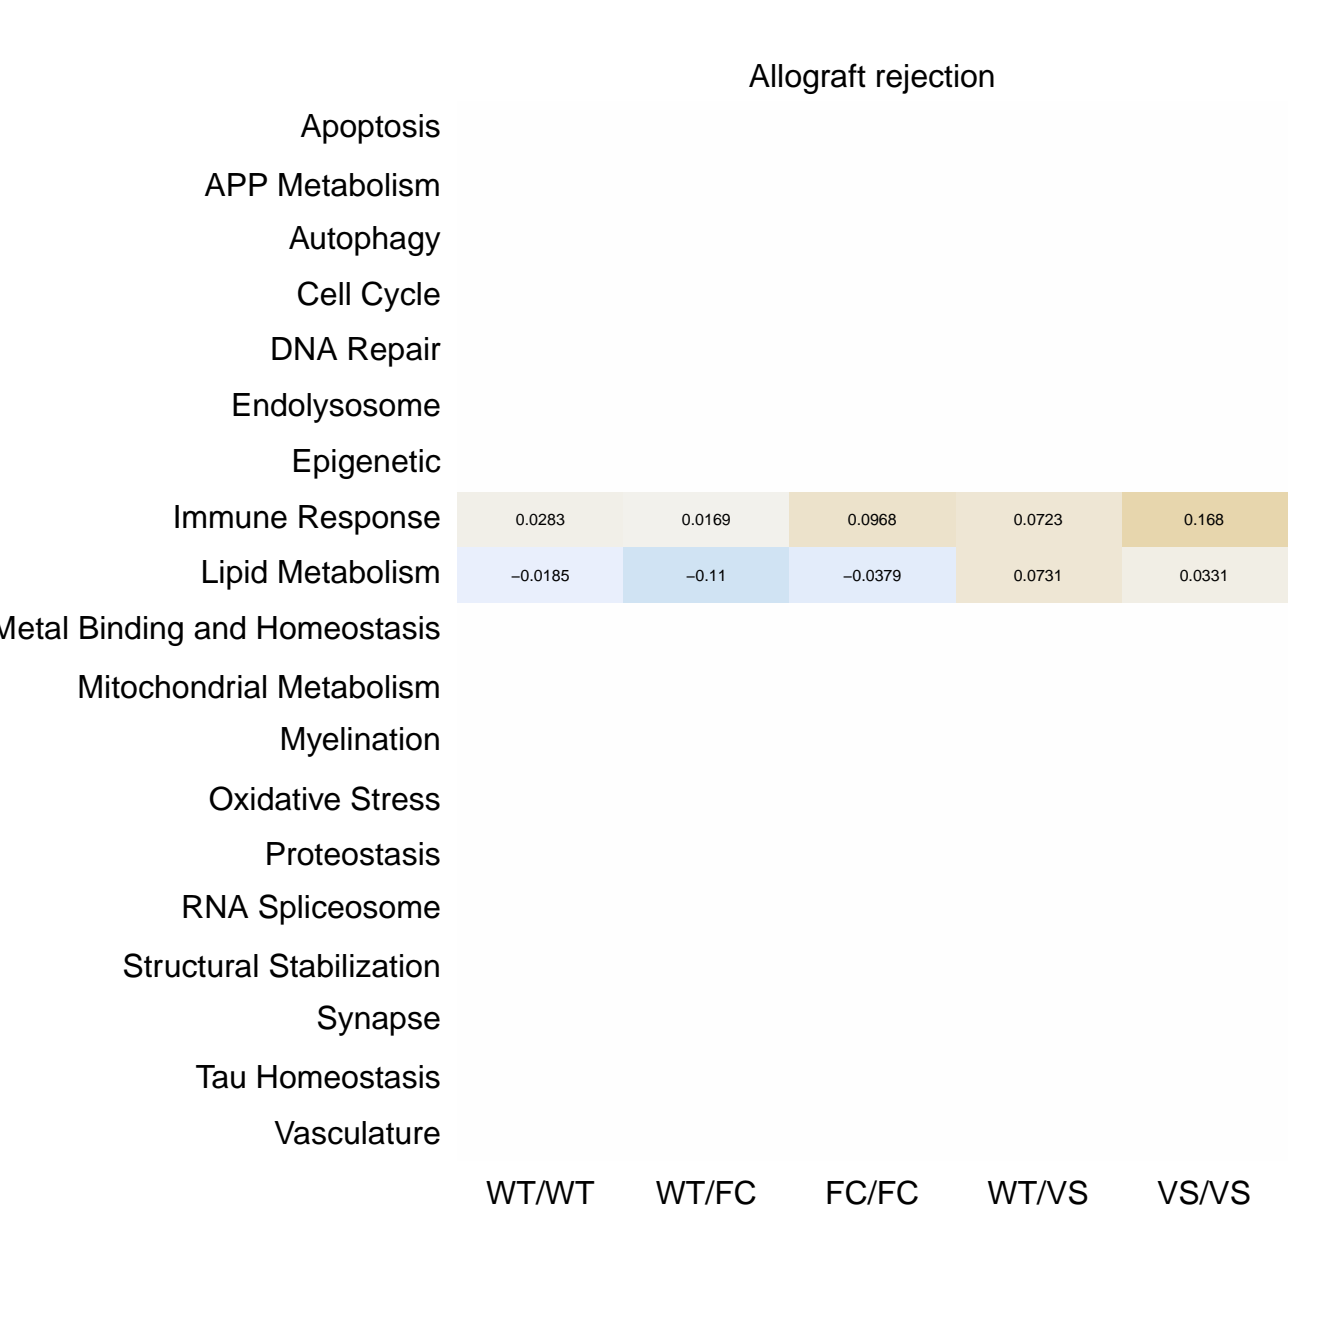 Allograft rejection
Apoptosis
APP Metabolism
Autophagy
Cell Cycle
DNA Repair
Endolysosome
Epigenetic
Immune Response 0.0283 0.0169 0.0968 0.0723 0.168
Lipid Metabolism −0.0185 −0.11 −0.0379 0.0731 0.0331
Metal Binding and Homeostasis
Mitochondrial Metabolism
Myelination
Oxidative Stress
Proteostasis
RNA Spliceosome
Structural Stabilization
Synapse
Tau Homeostasis
Vasculature
WT/WT WT/FC FC/FC WT/VS VS/VS